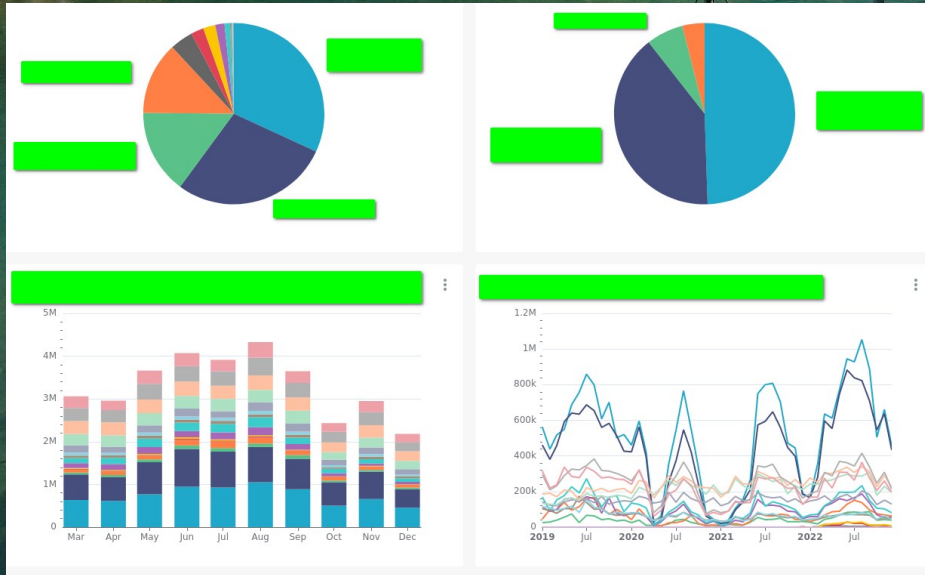 5M
4M
3M
2M
1M
0
Mar Apr May Jun Jul Aug Sep Oct Nov Dec
1.2M
1M
800k
600k
400k
200k
0
2019 Jul 2020 Jul 2021 Jul 2022 Jul